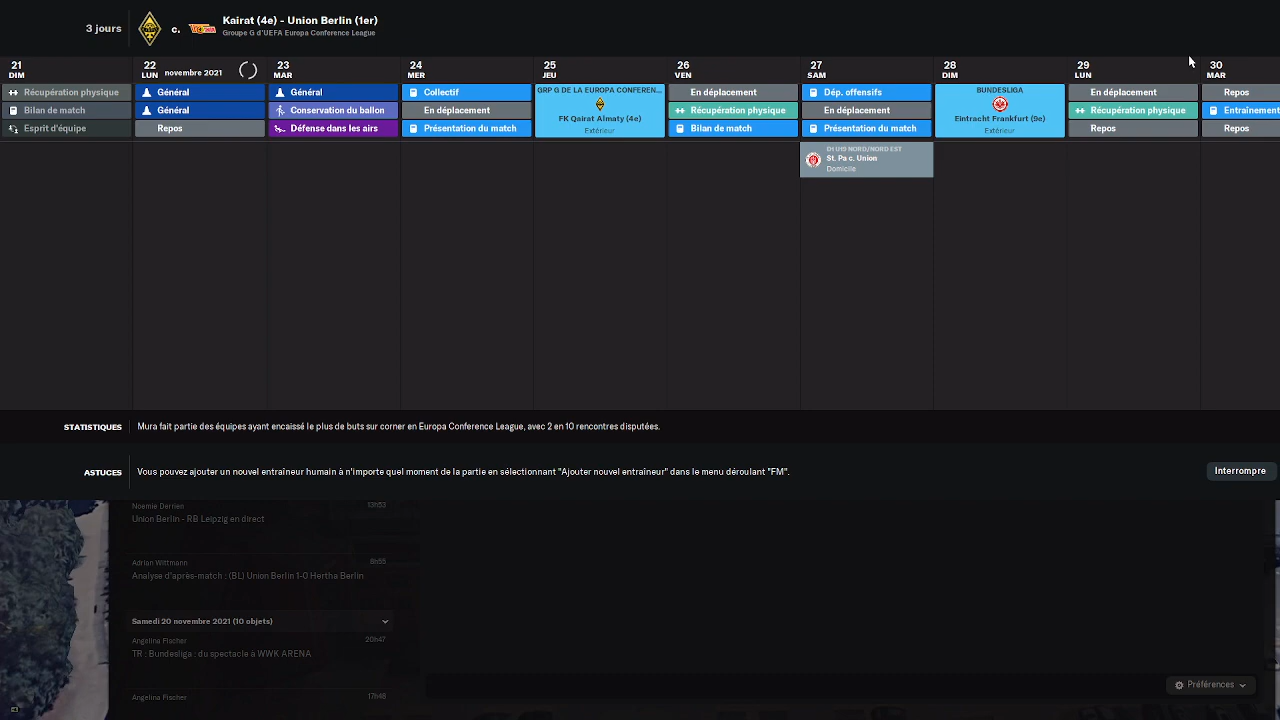 3 jours
c.
Kairat (4e) - Union Berlin (1er)
Groupe G d'UEFA Europa Conference League
21 DIM
22 LUN novembre 2021
23 MAR
24 MER
25 JEU
26 VEN
27 SAM
28 DIM
29 LUN
30 MAR
Récupération physique
Bilan de match
Esprit d'équipe
Général
Général
Repos
Général
Conservation du ballon
Défense dans les airs
Collectif
En déplacement
Présentation du match
GRP G DE LA EUROPA CONFEREN...
FK Qairat Almaty (4e)
Extérieur
En déplacement
Récupération physique
Bilan de match
Dép. offensifs
En déplacement
Présentation du match
D1 U19 NORD/NORD EST
St. Pa c. Union
Domicile
BUNDESLIGA
Eintracht Frankfurt (9e)
Extérieur
En déplacement
Récupération physique
Repos
Repos
Entraînement
Repos
STATISTIQUES
Mura fait partie des équipes ayant encaissé le plus de buts sur corner en Europa Conference League, avec 2 en 10 rencontres disputées.
ASTUCES
Vous pouvez ajouter un nouvel entraîneur humain à n'importe quel moment de la partie en sélectionnant "Ajouter nouvel entraîneur" dans le menu déroulant "FM".
Interrompre
Noemie Derrien 13h53
Union Berlin - RB Leipzig en direct
Adrian Wittmann 6h55
Analyse d'après-match : (BL) Union Berlin 1-0 Hertha Berlin
Samedi 20 novembre 2021 (10 objets)
Angelina Fischer 20h47
TR : Bundesliga : du spectacle à WWK ARENA
Angelina Fischer 17h46
Préférences